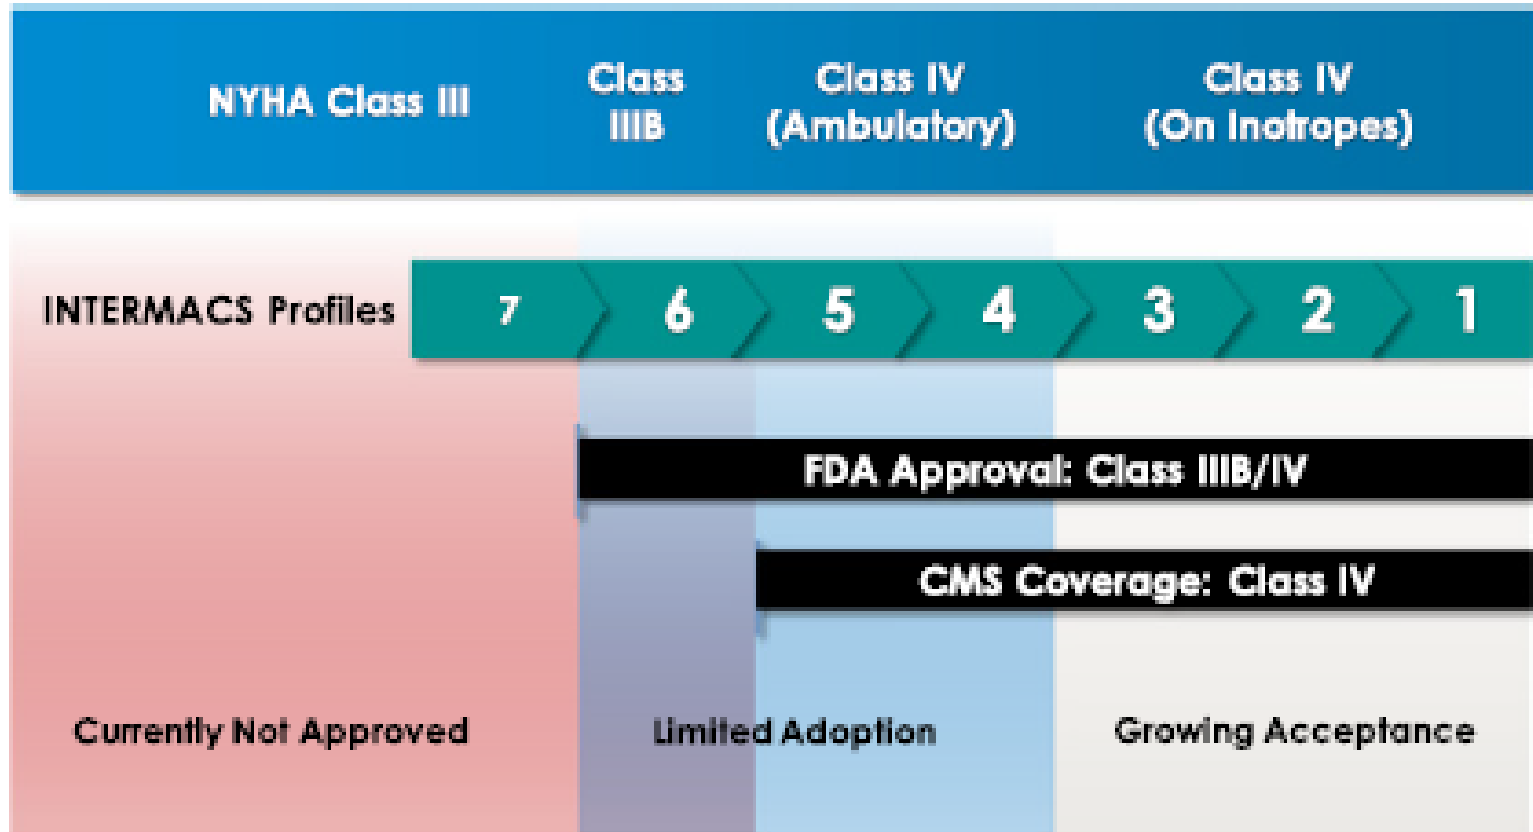 NYHA Class III
Class
IIIB
Class IV
(Ambulatory)
Class IV
(On Inotropes)
INTERMACS Profiles
7
6
5
4
3
2
1
FDA Approval: Class IIIB/IV
CMS Coverage: Class IV
Currently Not Approved
Limited Adoption
Growing Acceptance